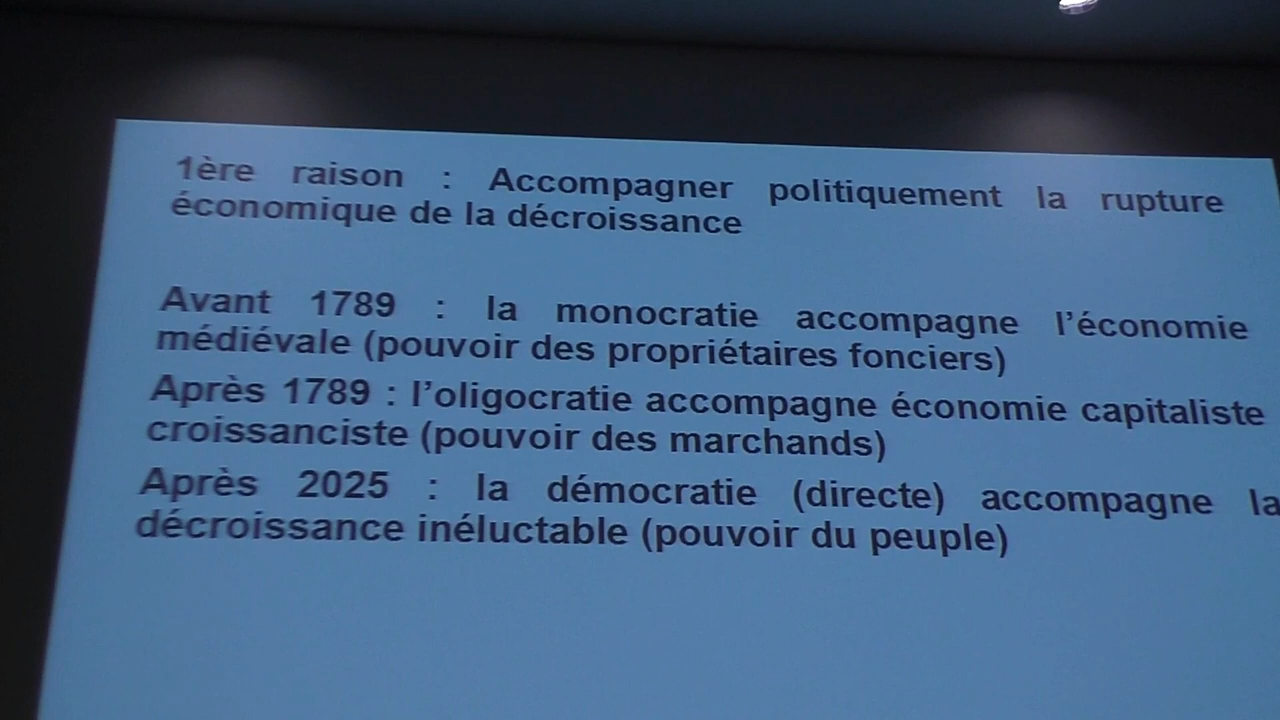 1ère raison : Accompagner politiquement la rupture
économique de la décroissance
Avant 1789 : la monocratie accompagne l’économie
médiévale (pouvoir des propriétaires fonciers)
Après 1789 : l’oligocratie accompagne économie capitaliste
croissanciste (pouvoir des marchands)
Après 2025 : la démocratie (directe) accompagne la
décroissance inéluctable (pouvoir du peuple)